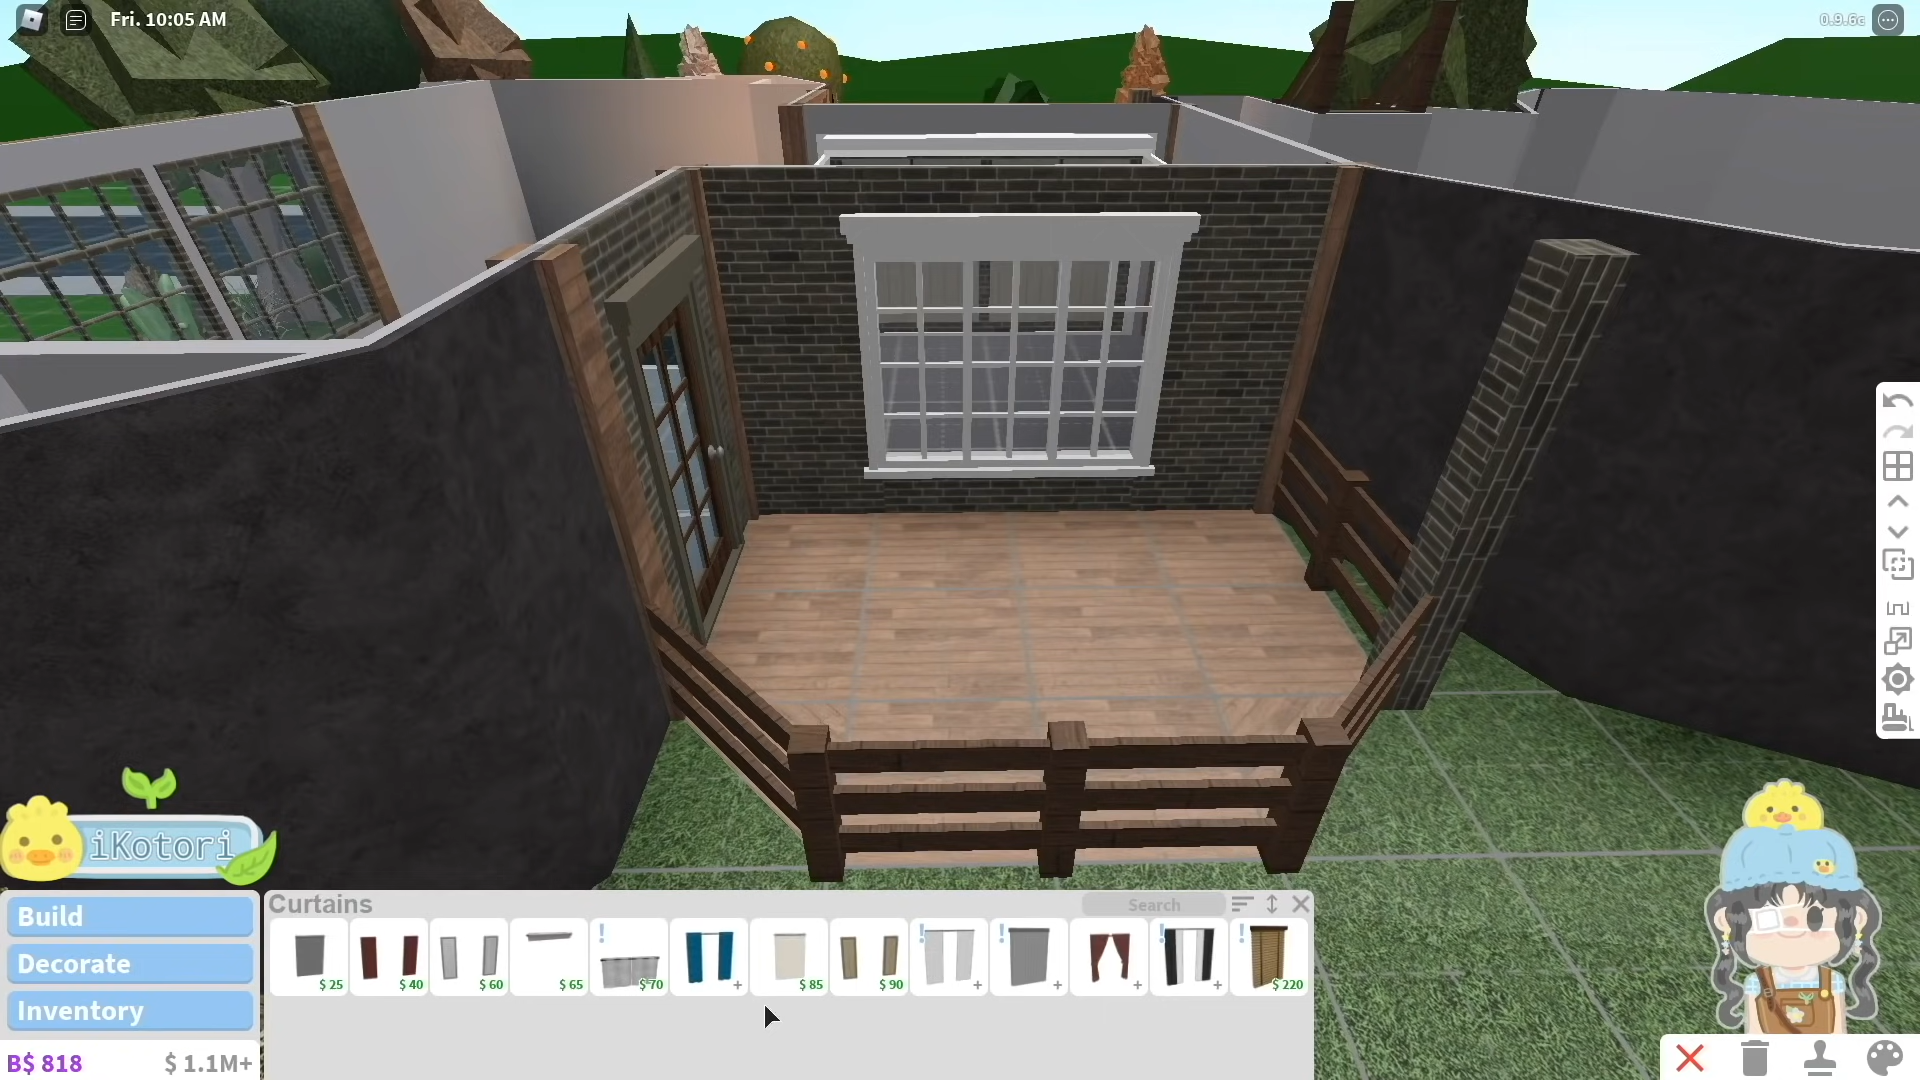 Fri. 10:05 AM
0.9.6c
iKotori
Build
Decorate
Inventory
B$ 818
$ 1.1M+
Curtains
Search
$ 25
$ 40
$ 60
$ 65
! $ 70
+
$ 85
$ 90
! +
! +
+
! +
! $ 220